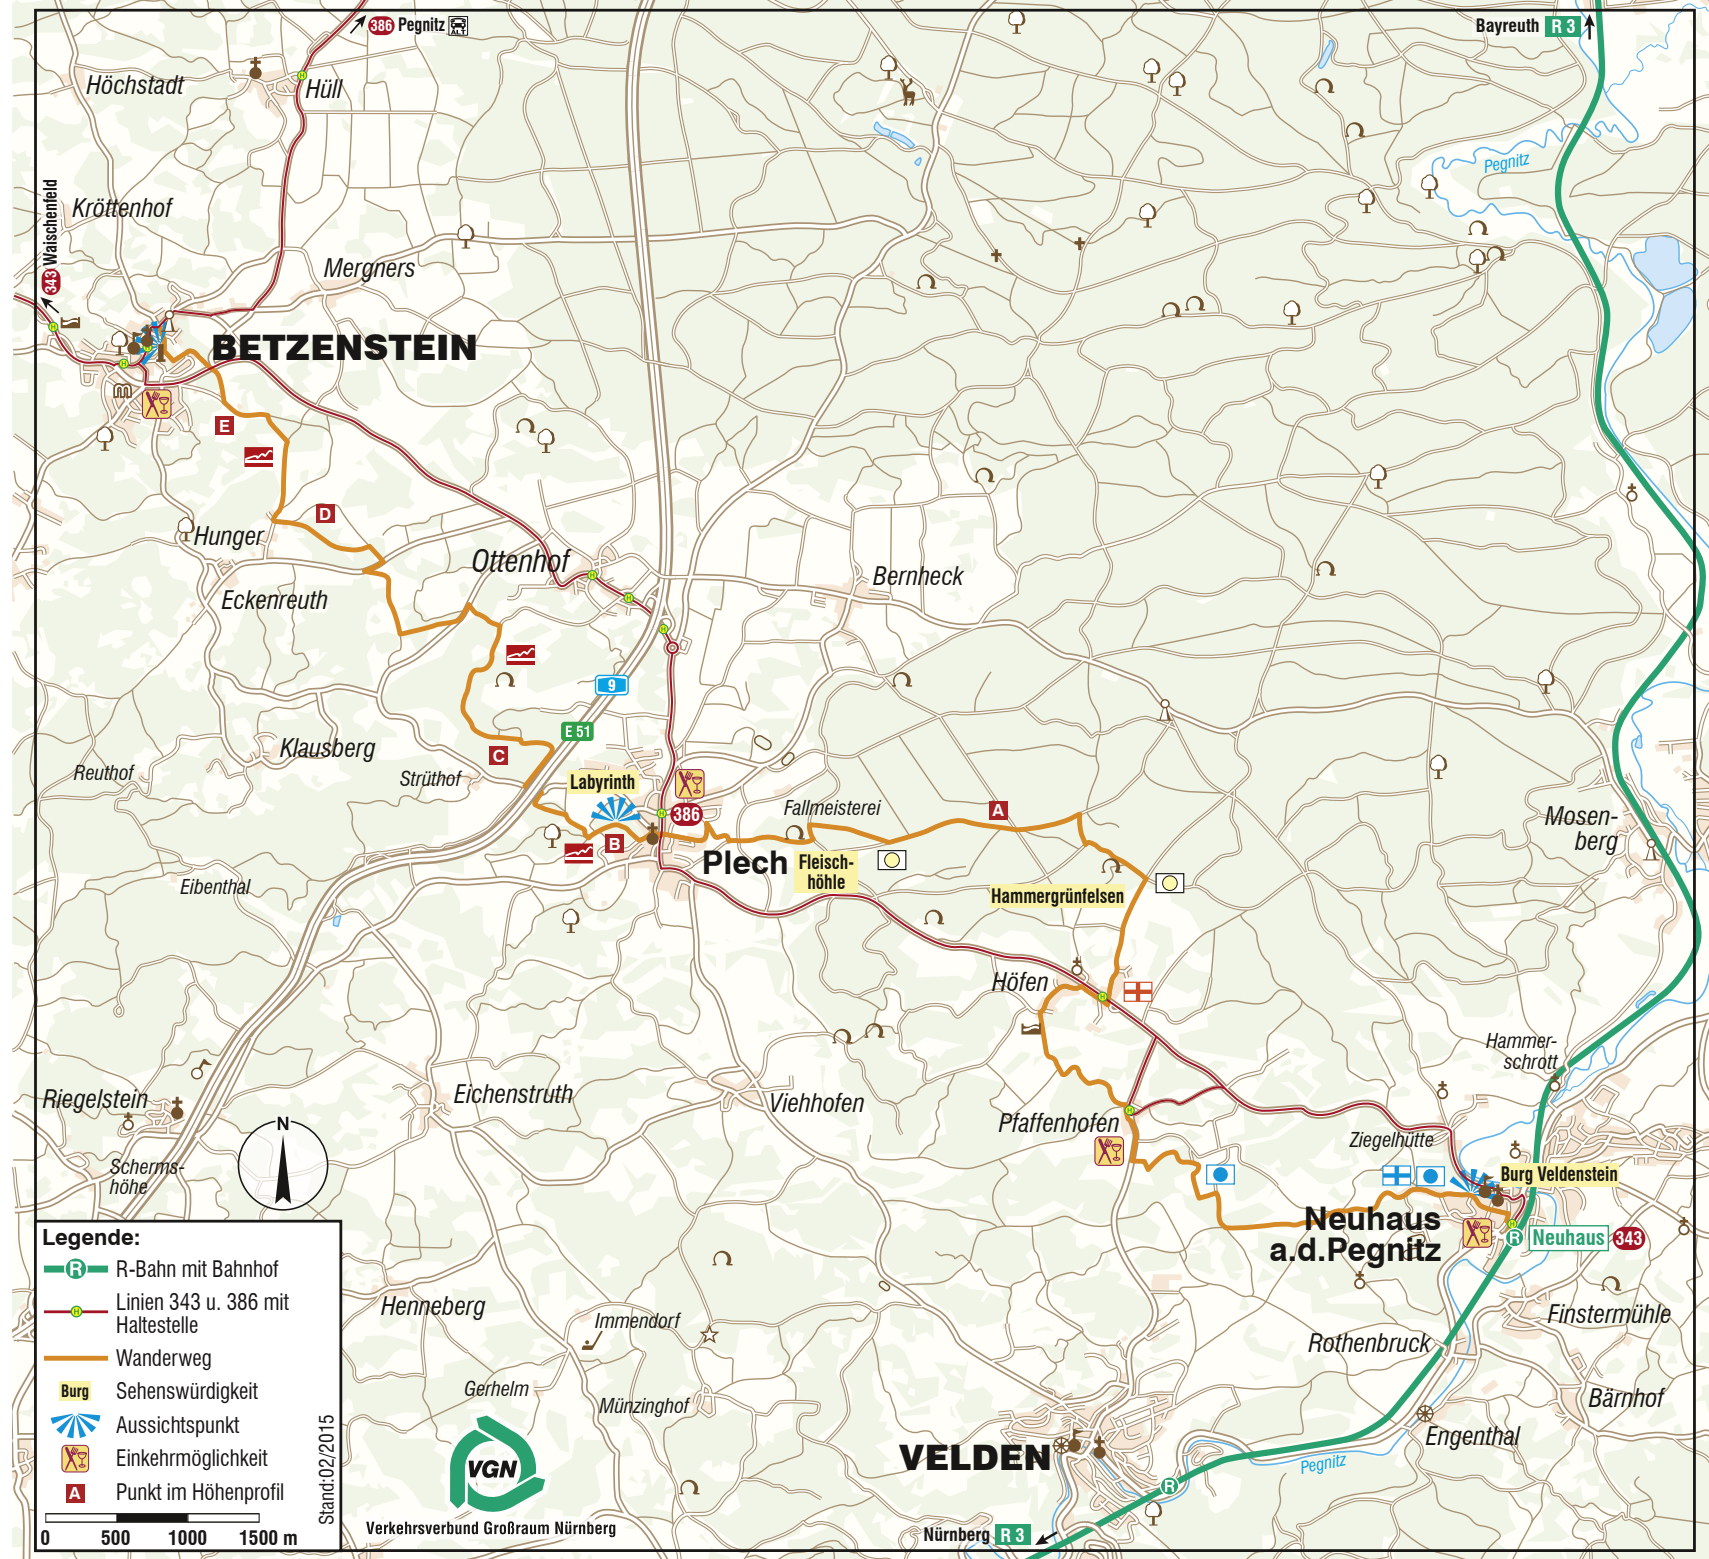 386 Pegnitz
ALT
Bayreuth R 3
Höchstadt
Hüll
Pegnitz
343 Waischenfeld
Kröttenhof
Mergners
BETZENSTEIN
m
E
D
Hunger
Ottenhof
Bernheck
Eckenreuth
9
E 51
C
Klausberg
Reuthof
Strüthof
Labyrinth
386
Fallmeisterei
A
Mosen-
berg
B
Plech
Fleisch-
höhle
Eibenthal
Hammergrünfelsen
Höfen
Hammer-
schrott
Riegelstein
Eichenstruth
Viehhofen
Pfaffenhofen
N
Ziegelhütte
Scherms-
höhe
Burg Veldenstein
Neuhaus
a.d.Pegnitz
R Neuhaus 343
Henneberg
Immendorf
Finstermühle
Rothenbruck
Gerhelm
Münzinghof
Bärnhof
Engenthal
VELDEN
Pegnitz
R
Nürnberg R 3
Legende:
R R-Bahn mit Bahnhof
H Linien 343 u. 386 mit
Haltestelle
Wanderweg
Burg Sehenswürdigkeit
Aussichtspunkt
Einkehrmöglichkeit
A Punkt im Höhenprofil
0 500 1000 1500 m
Stand:02/2015
VGN
Verkehrsverbund Großraum Nürnberg